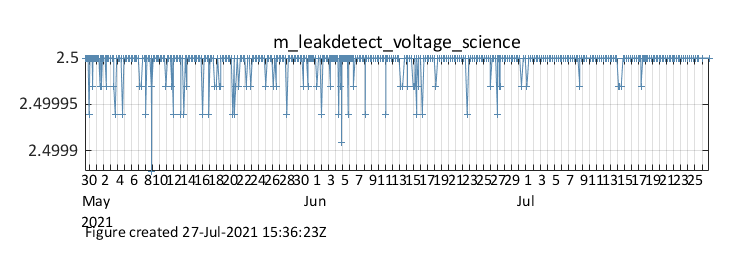 m_leakdetect_voltage_science
2.5
2.49995
2.4999
30 2 4 6 8 10 12 14 16 18 20 22 24 26 28 30 1 3 5 7 9 11 13 15 17 19 21 23 25 27 29 1 3 5 7 9 11 13 15 17 19 21 23 25
May Jun Jul
2021
Figure created 27-Jul-2021 15:36:23Z